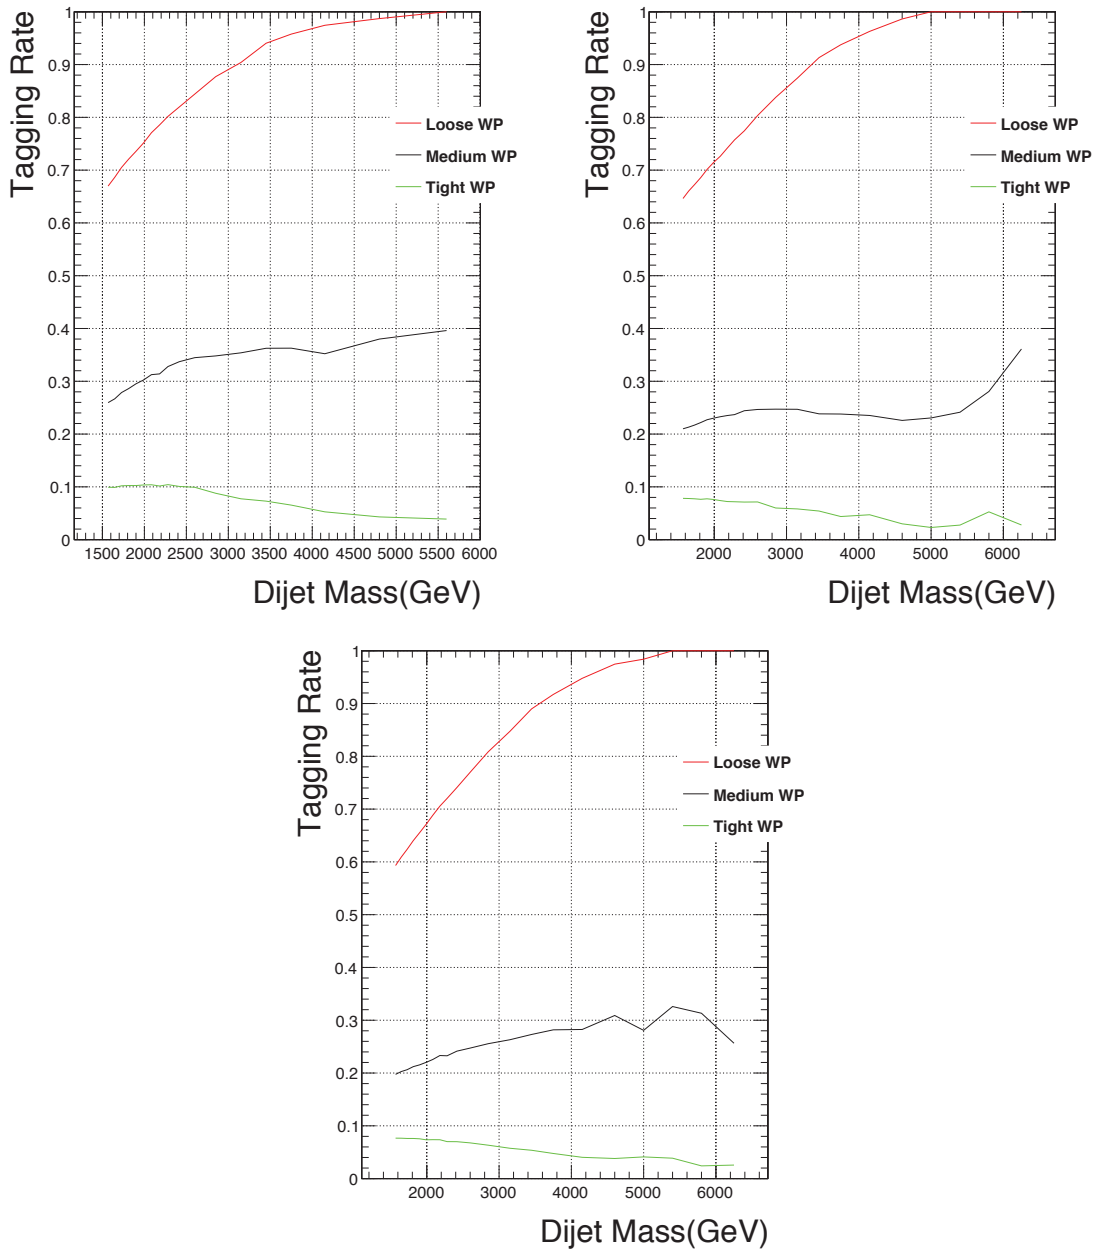 Tagging Rate
1
0.9
0.8
0.7
0.6
0.5
0.4
0.3
0.2
0.1
0
Loose WP
Medium WP
Tight WP
1500 2000 2500 3000 3500 4000 4500 5000 5500 6000
Dijet Mass(GeV)
Tagging Rate
1
0.9
0.8
0.7
0.6
0.5
0.4
0.3
0.2
0.1
0
Loose WP
Medium WP
Tight WP
2000 3000 4000 5000 6000
Dijet Mass(GeV)
Tagging Rate
1
0.9
0.8
0.7
0.6
0.5
0.4
0.3
0.2
0.1
0
Loose WP
Medium WP
Tight WP
2000 3000 4000 5000 6000
Dijet Mass(GeV)